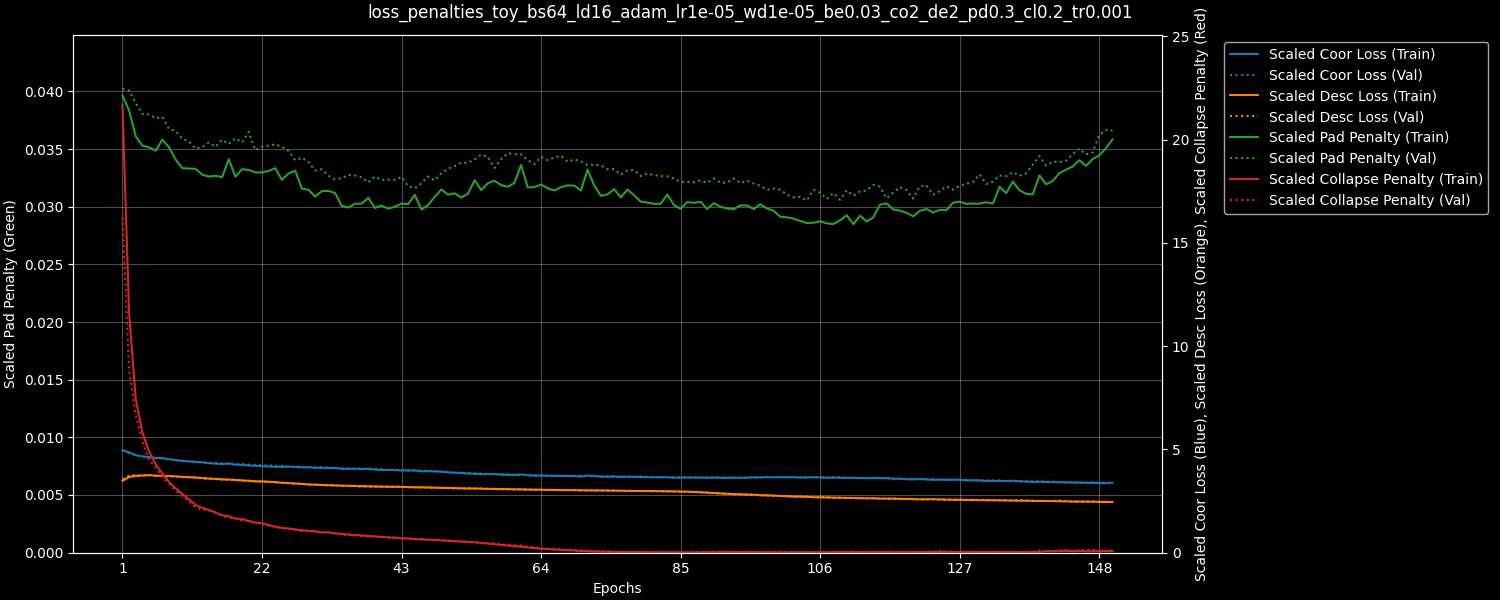 loss_penalties_toy_bs64_ld16_adam_lr1e-05_wd1e-05_be0.03_co2_de2_pd0.3_cl0.2_tr0.001
Scaled Pad Penalty (Green)
0.040
0.035
0.030
0.025
0.020
0.015
0.010
0.005
0.000
1
22
43
64
85
106
127
148
Epochs
25
20
15
10
5
0
Scaled Coor Loss (Blue), Scaled Desc Loss (Orange), Scaled Collapse Penalty (Red)
Scaled Coor Loss (Train)
Scaled Coor Loss (Val)
Scaled Desc Loss (Train)
Scaled Desc Loss (Val)
Scaled Pad Penalty (Train)
Scaled Pad Penalty (Val)
Scaled Collapse Penalty (Train)
Scaled Collapse Penalty (Val)